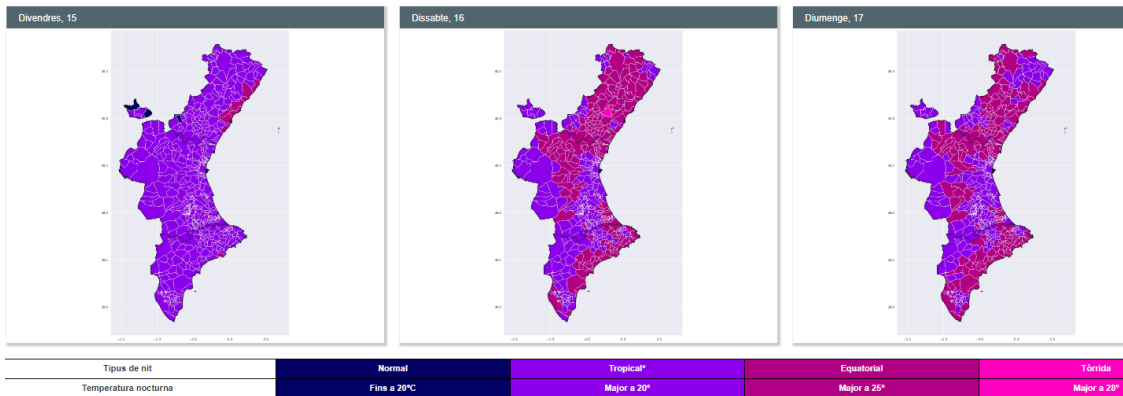 Divendres, 15
Dissabte, 16
Diumenge, 17
Tipus de nit Normal Tropical* Equatorial Tòrrida
Temperatura nocturna Fins a 20ºC Major a 20º Major a 25º Major a 28º